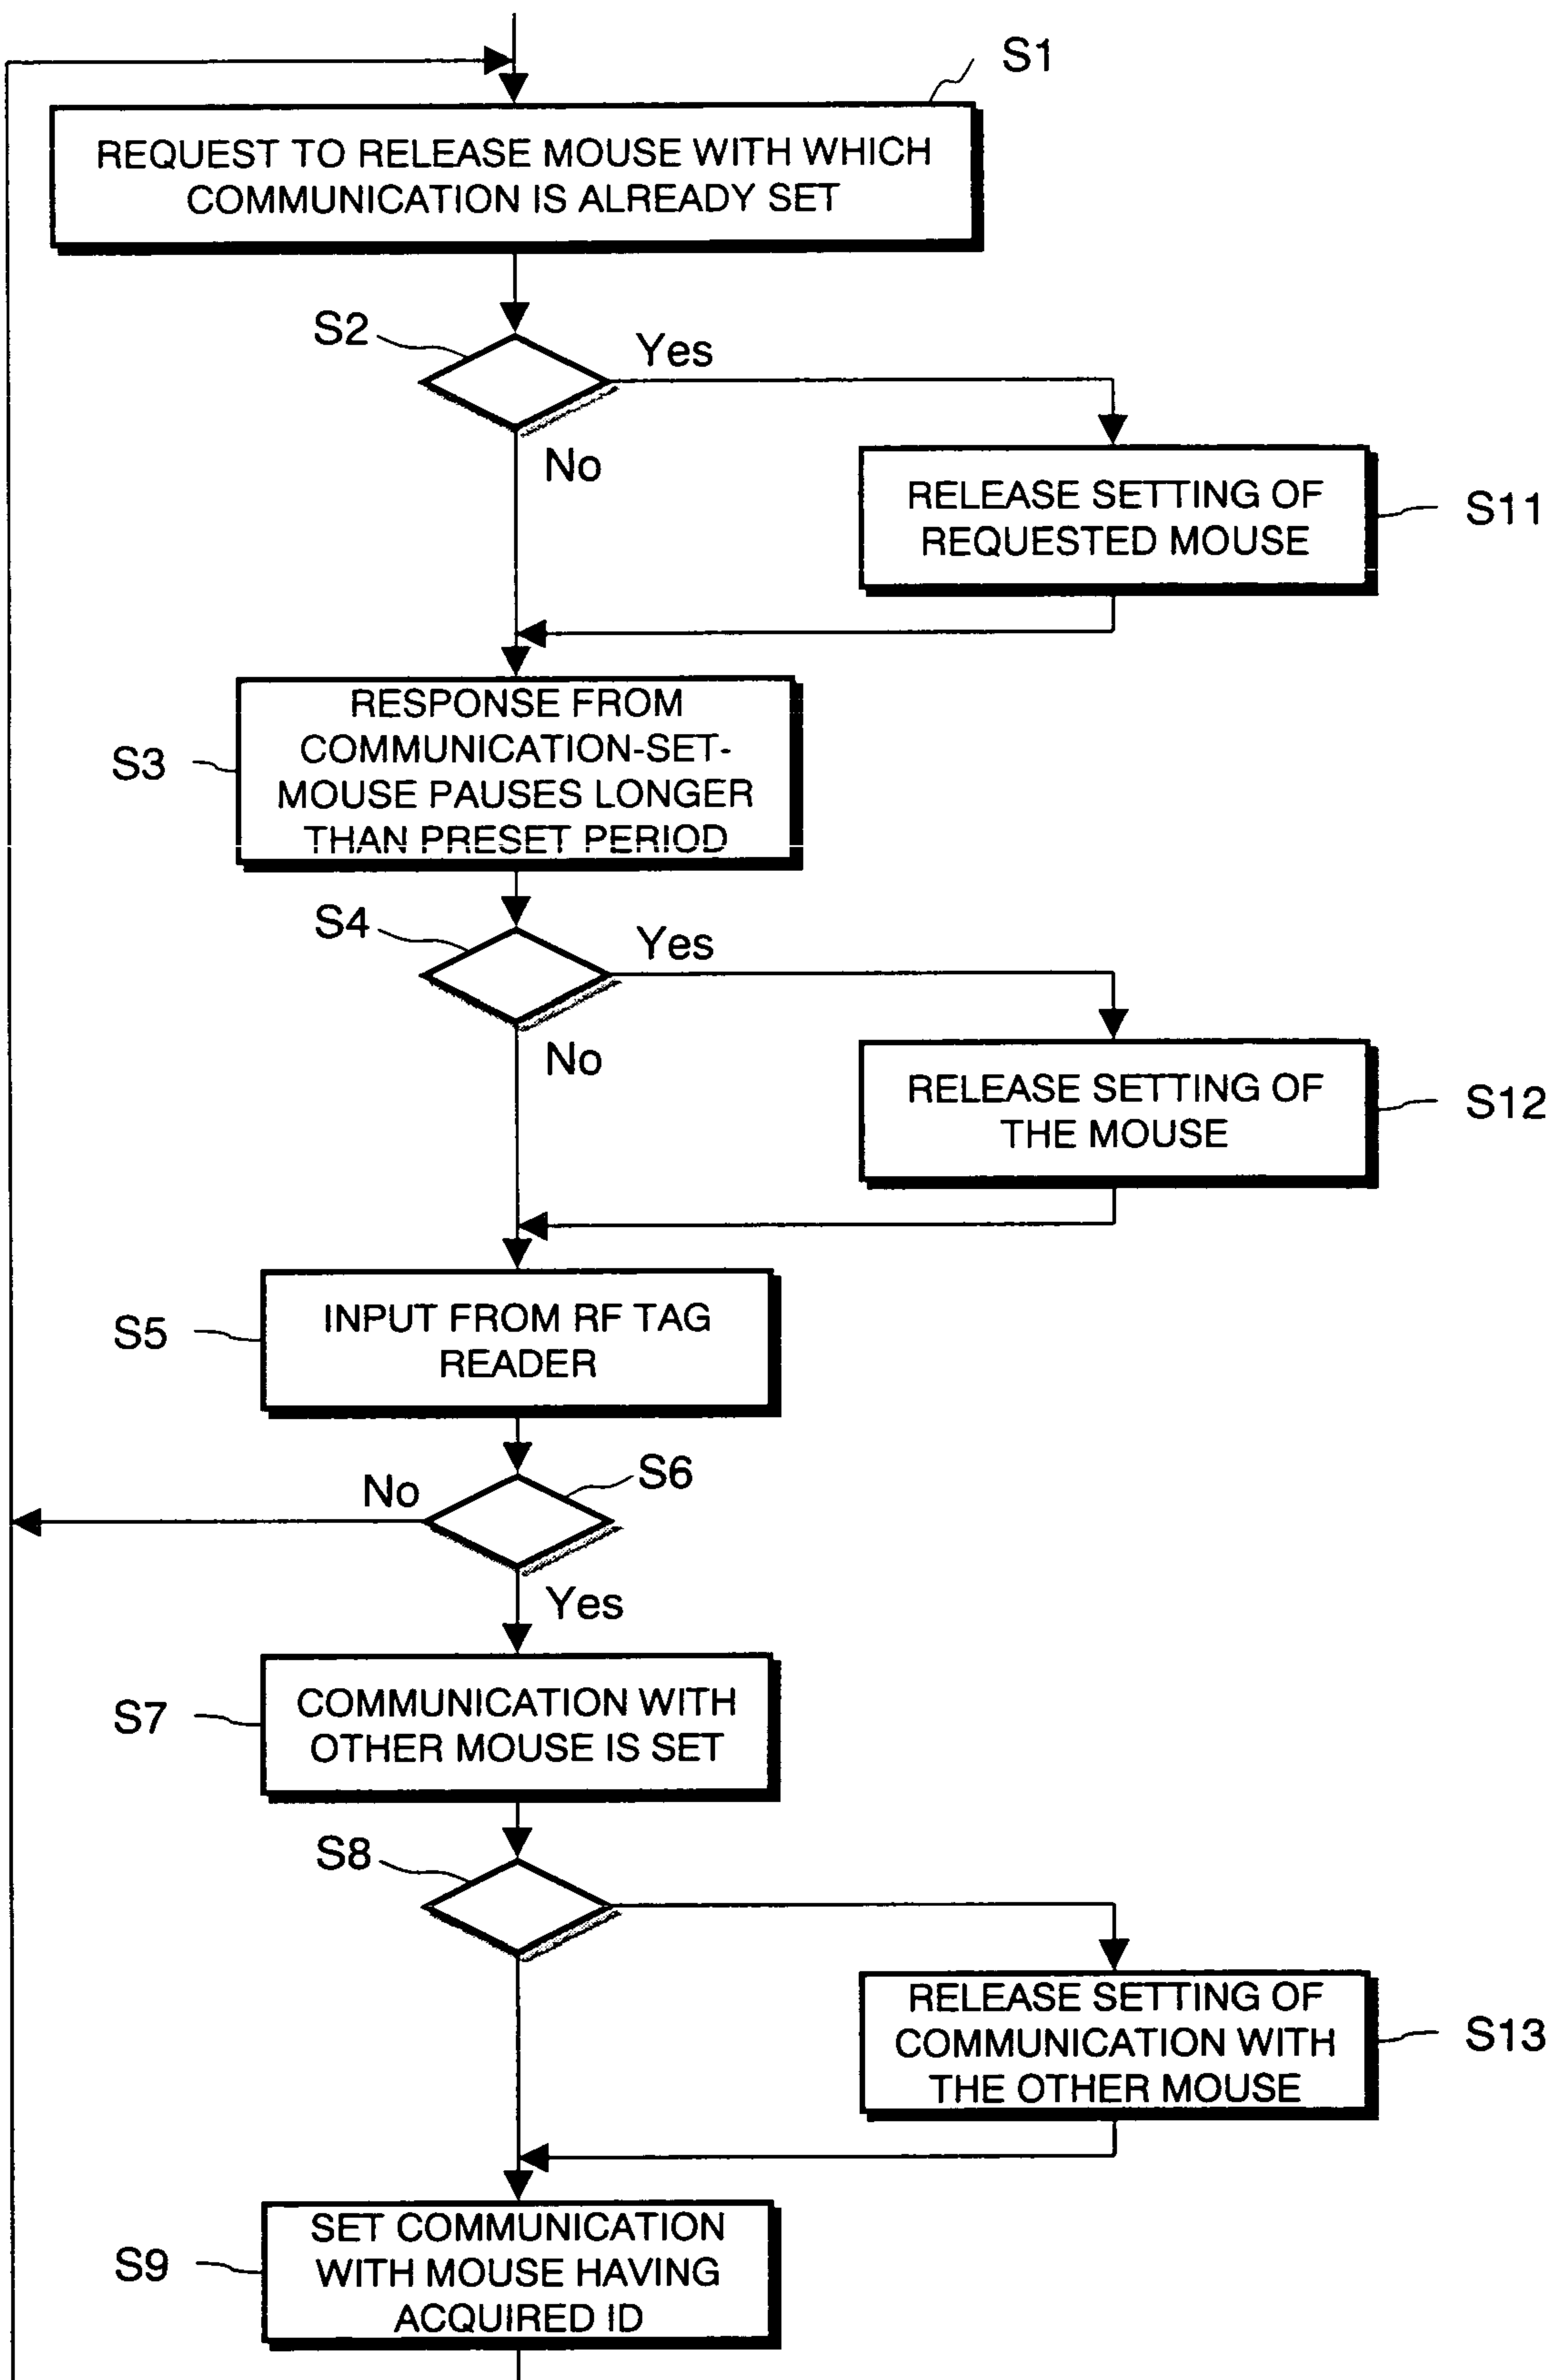 S1
REQUEST TO RELEASE MOUSE WITH WHICH
COMMUNICATION IS ALREADY SET
S2
Yes
No
RELEASE SETTING OF
REQUESTED MOUSE
S11
RESPONSE FROM
COMMUNICATION-SET-
MOUSE PAUSES LONGER
THAN PRESET PERIOD
S3
S4
Yes
No
RELEASE SETTING OF
THE MOUSE
S12
INPUT FROM RF TAG
READER
S5
S6
No
Yes
COMMUNICATION WITH
OTHER MOUSE IS SET
S7
S8
RELEASE SETTING OF
COMMUNICATION WITH
THE OTHER MOUSE
S13
SET COMMUNICATION
WITH MOUSE HAVING
ACQUIRED ID
S9